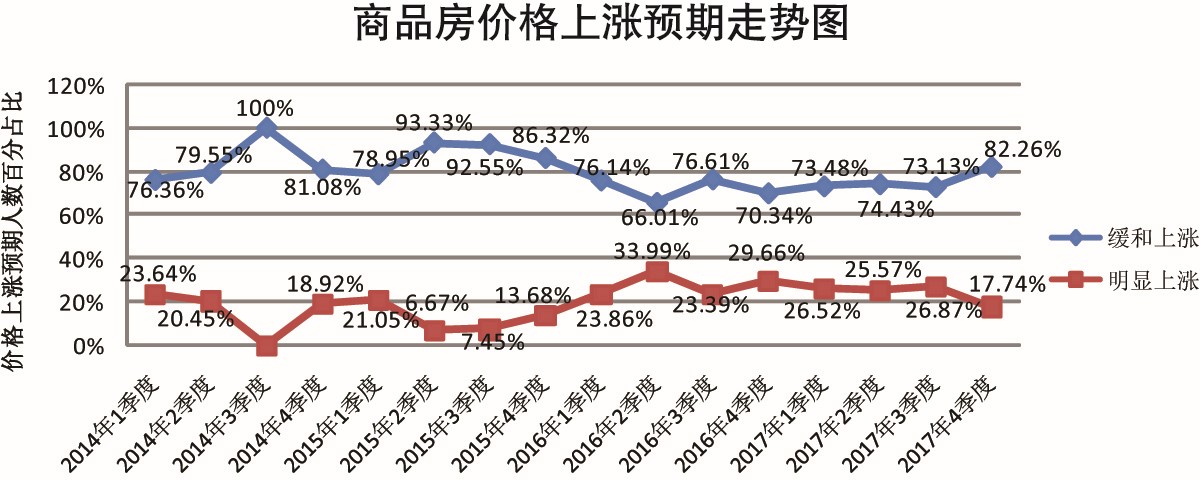 商品房价格上涨预期走势图
价格上涨预期人数百分占比
120%
100%
80%
60%
40%
20%
0%
76.36%
79.55%
100%
81.08%
78.95%
93.33%
92.55%
86.32%
76.14%
66.01%
76.61%
70.34%
73.48%
74.43%
73.13%
82.26%
23.64%
20.45%
18.92%
21.05%
6.67%
7.45%
13.68%
23.86%
33.99%
23.39%
29.66%
26.52%
25.57%
26.87%
17.74%
缓和上涨
明显上涨
2014年1季度
2014年2季度
2014年3季度
2014年4季度
2015年1季度
2015年2季度
2015年3季度
2015年4季度
2016年1季度
2016年2季度
2016年3季度
2016年4季度
2017年1季度
2017年2季度
2017年3季度
2017年4季度